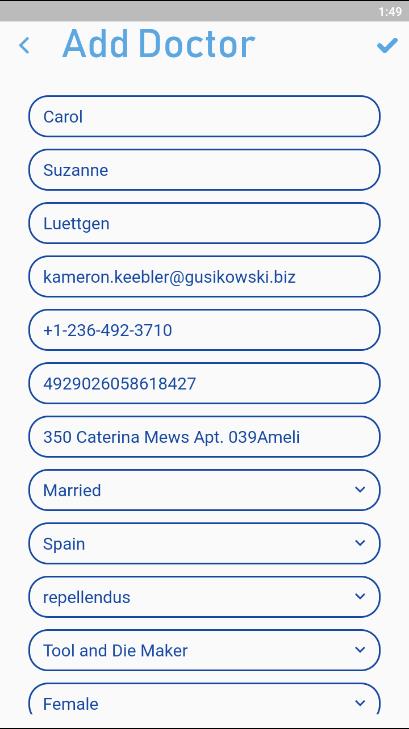 1:49
Add Doctor
Carol
Suzanne
Luettgen
kameron.keebler@gusikowski.biz
+1-236-492-3710
4929026058618427
350 Caterina Mews Apt. 039Ameli
Married
Spain
repellendus
Tool and Die Maker
Female